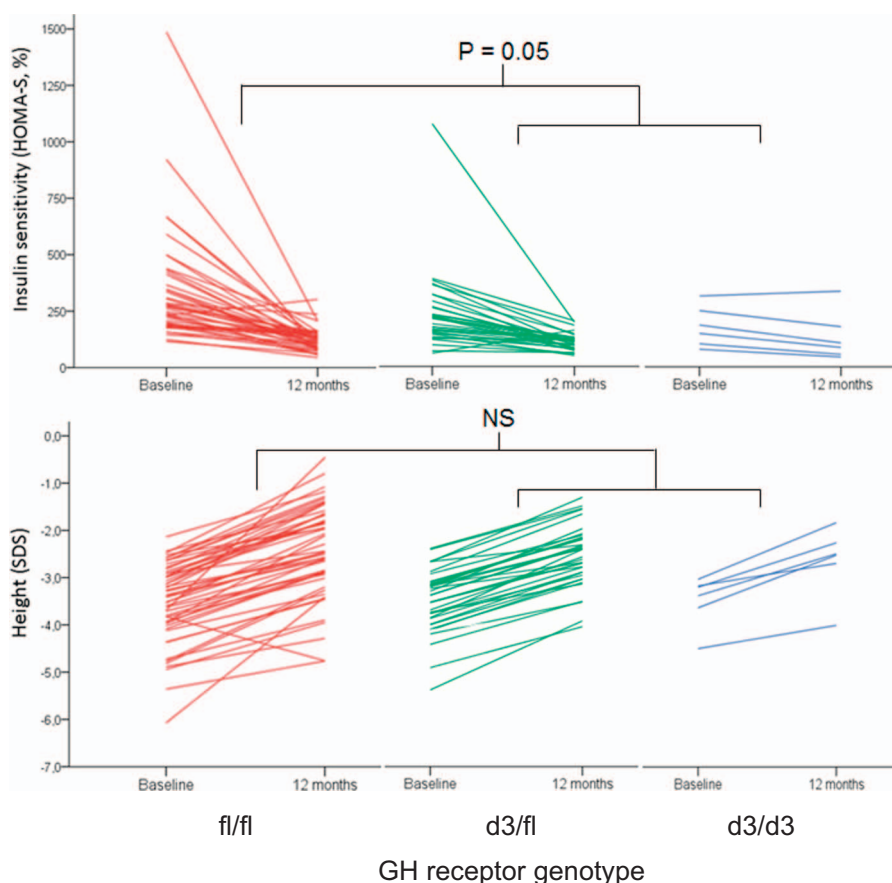 1500
P = 0.05
1250
1000
750
500
250
0
Insulin sensitivity (HOMA-S, %)
Baseline 12 months Baseline 12 months Baseline 12 months
NS
0,0
-1,0
-2,0
-3,0
-4,0
-5,0
-6,0
-7,0
Height (SDS)
Baseline 12 months Baseline 12 months Baseline 12 months
fl/fl d3/fl d3/d3
GH receptor genotype